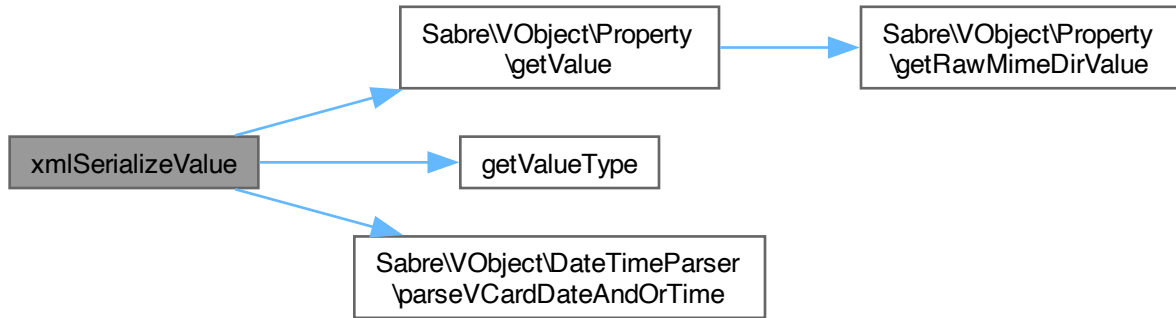 Sabre\VObject\Property
\getValue
Sabre\VObject\Property
\getRawMimeDirValue
xmlSerializeValue
getValueType
Sabre\VObject\DateTimeParser
\parseVCardDateAndOrTime